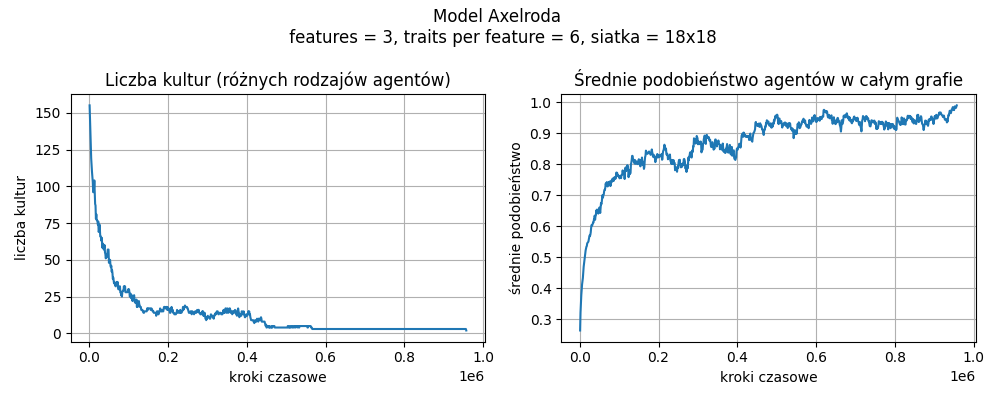 Model Axelroda
features = 3, traits per feature = 6, siatka = 18x18
Liczba kultur (różnych rodzajów agentów)
150
125
100
75
50
25
0
liczba kultur
0.0 0.2 0.4 0.6 0.8 1.0
1e6
kroki czasowe
Średnie podobieństwo agentów w całym grafie
1.0
0.9
0.8
0.7
0.6
0.5
0.4
0.3
średnie podobieństwo
0.0 0.2 0.4 0.6 0.8 1.0
1e6
kroki czasowe